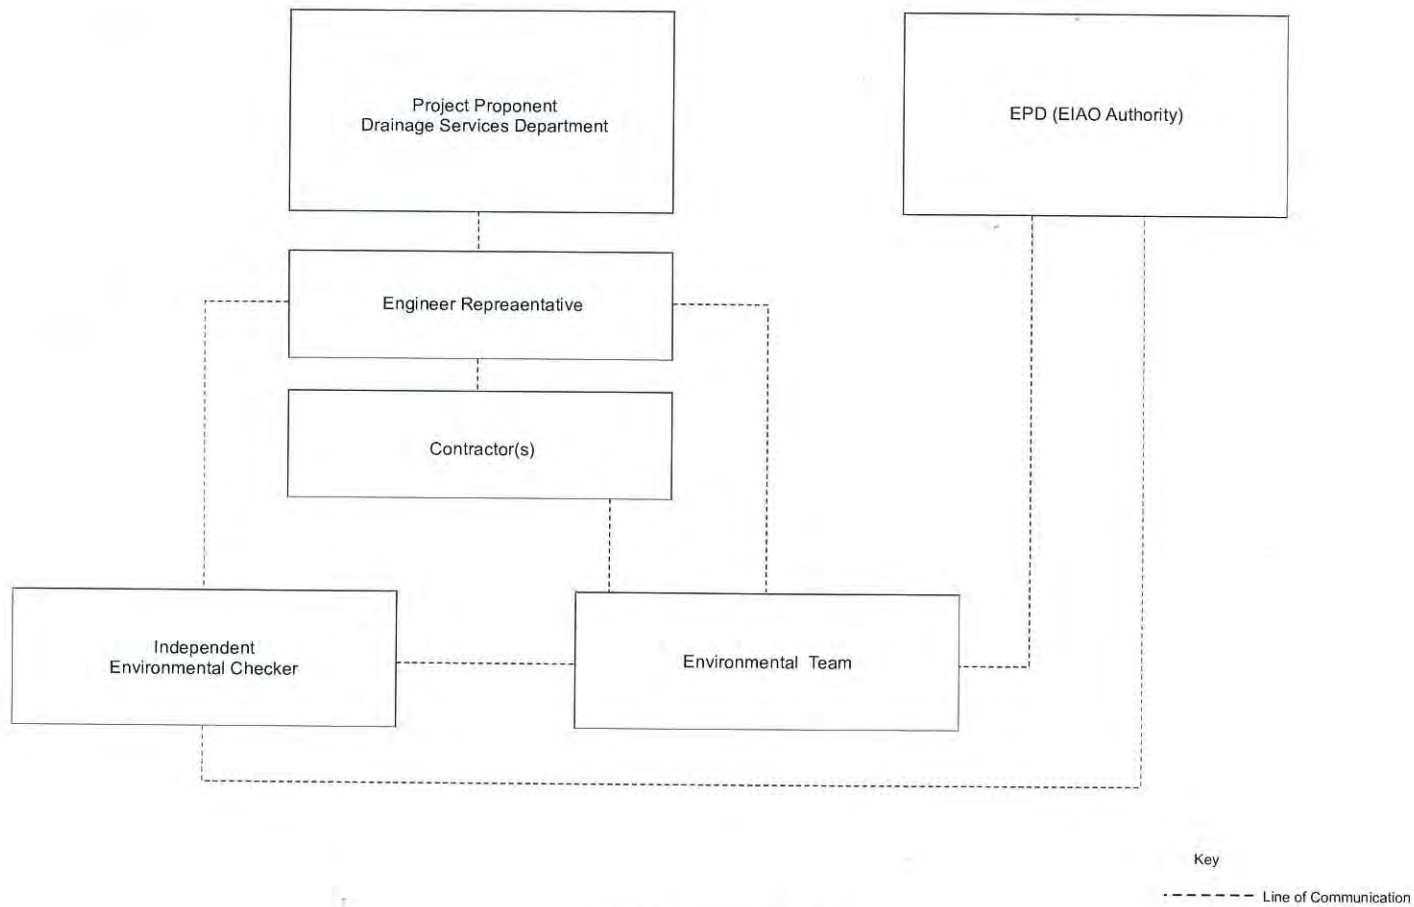 Project Proponent
Drainage Services Department
EPD (EIAO Authority)
Engineer Repreaentative
Contractor(s)
Independent
Environmental Checker
Environmental Team
Key
Line of Communication